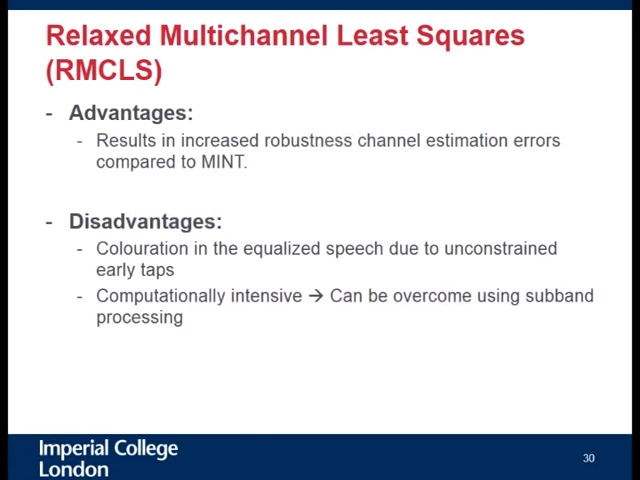 Relaxed Multichannel Least Squares
(RMCLS)
- Advantages:
- Results in increased robustness channel estimation errors
compared to MINT.
- Disadvantages:
- Colouration in the equalized speech due to unconstrained
early taps
- Computationally intensive → Can be overcome using subband
processing
Imperial College
London
30